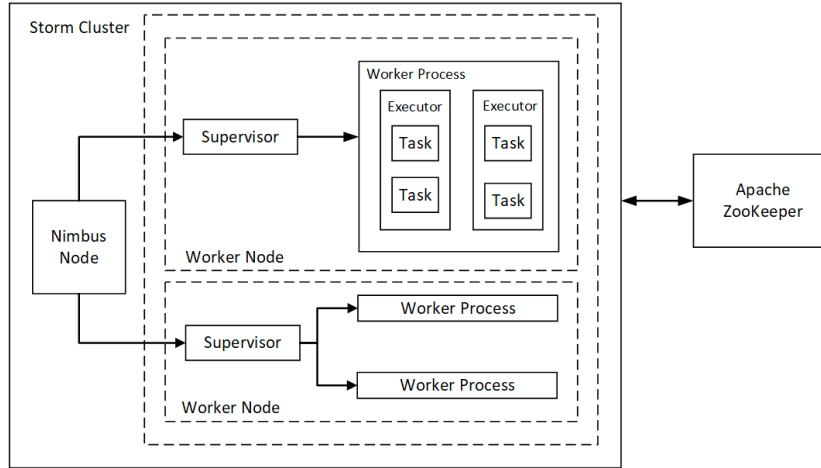 Storm Cluster
Worker Process
Executor
Executor
Supervisor
Task
Task
Task
Task
Nimbus
Node
Worker Node
Apache
ZooKeeper
Worker Process
Supervisor
Worker Process
Worker Node